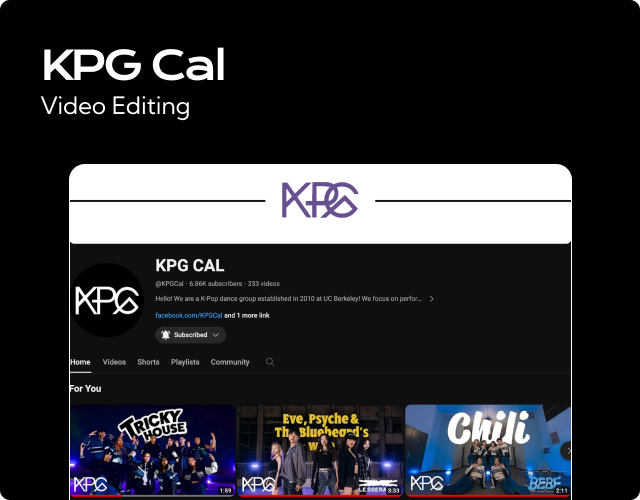 KPG Cal
Video Editing
KPG
KPG
KPG CAL
@KPGCal · 6.86K subscribers · 233 videos
Hello! We are a K-Pop dance group established in 2010 at UC Berkeley! We focus on perfor...
facebook.com/KPGCal and 1 more link
Subscribed
Home Videos Shorts Playlists Community
For You
TRICKY
HOUSE
KPG
1:59
Eve, Psyche &
The Bluebeard's
KPG
LESSERA
3:33
Chili
KPG
BEBE
2:11